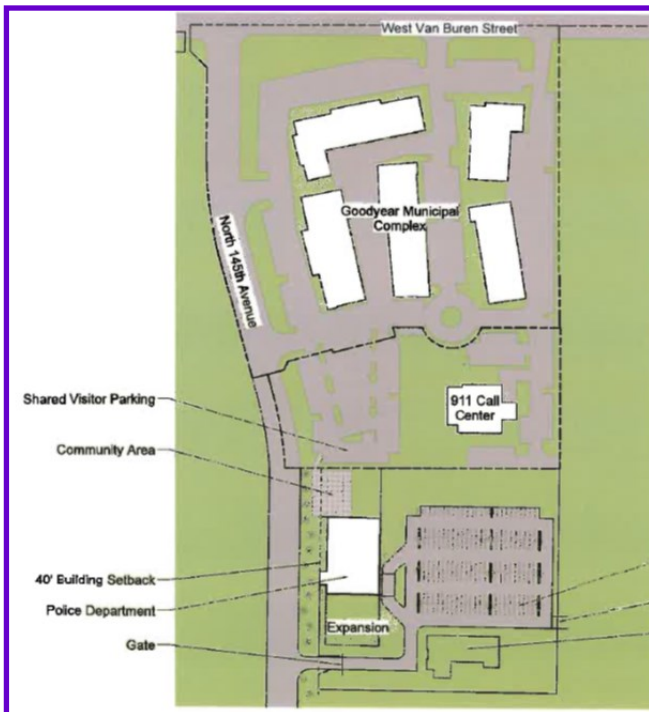 West Van Buren Street
Goodyear Municipal
Complex
North 145th Avenue
Shared Visitor Parking
911 Call
Center
Community Area
40' Building Setback
Police Department
Expansion
Gate